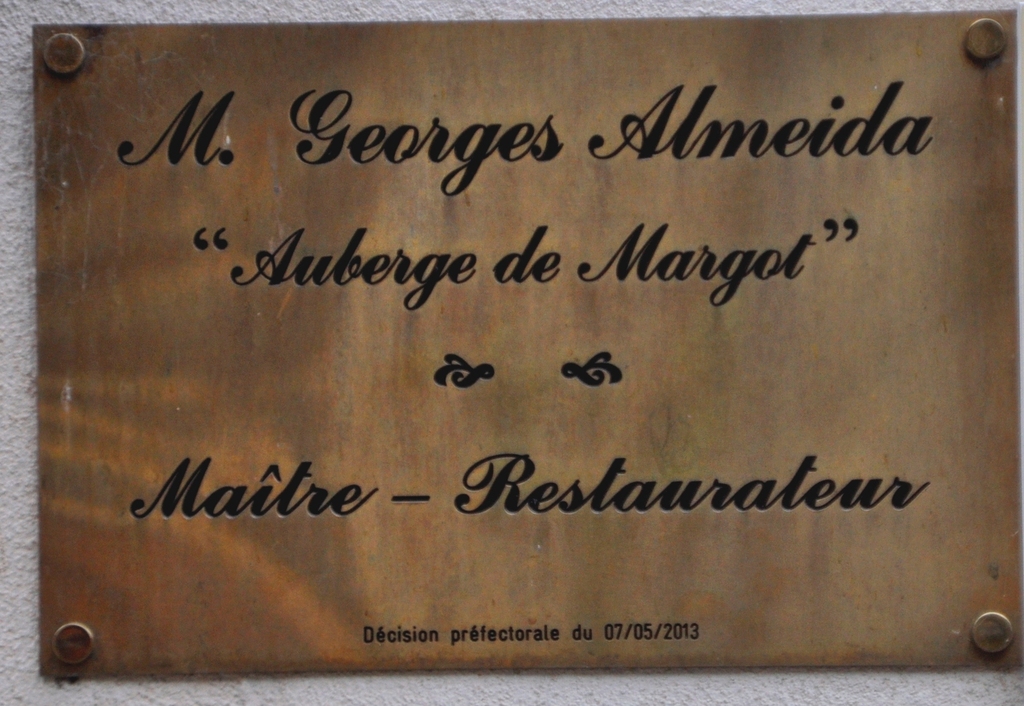 M. Georges Almeida
“Auberge de Margot”
Maître – Restaurateur
Décision préfectorale du 07/05/2013